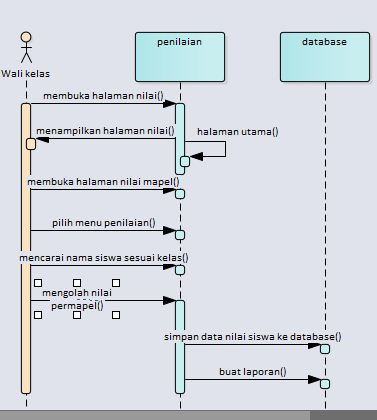 penilaian
database
Wali kelas
membuka halaman nilai()
menampilkan halaman nilai()
halaman utama()
membuka halaman nilai mapel()
pilih menu penilaian()
mencarai nama siswa sesuai kelas()
mengolah nilai
permapel()
simpan data nilai siswa ke database()
buat laporan()